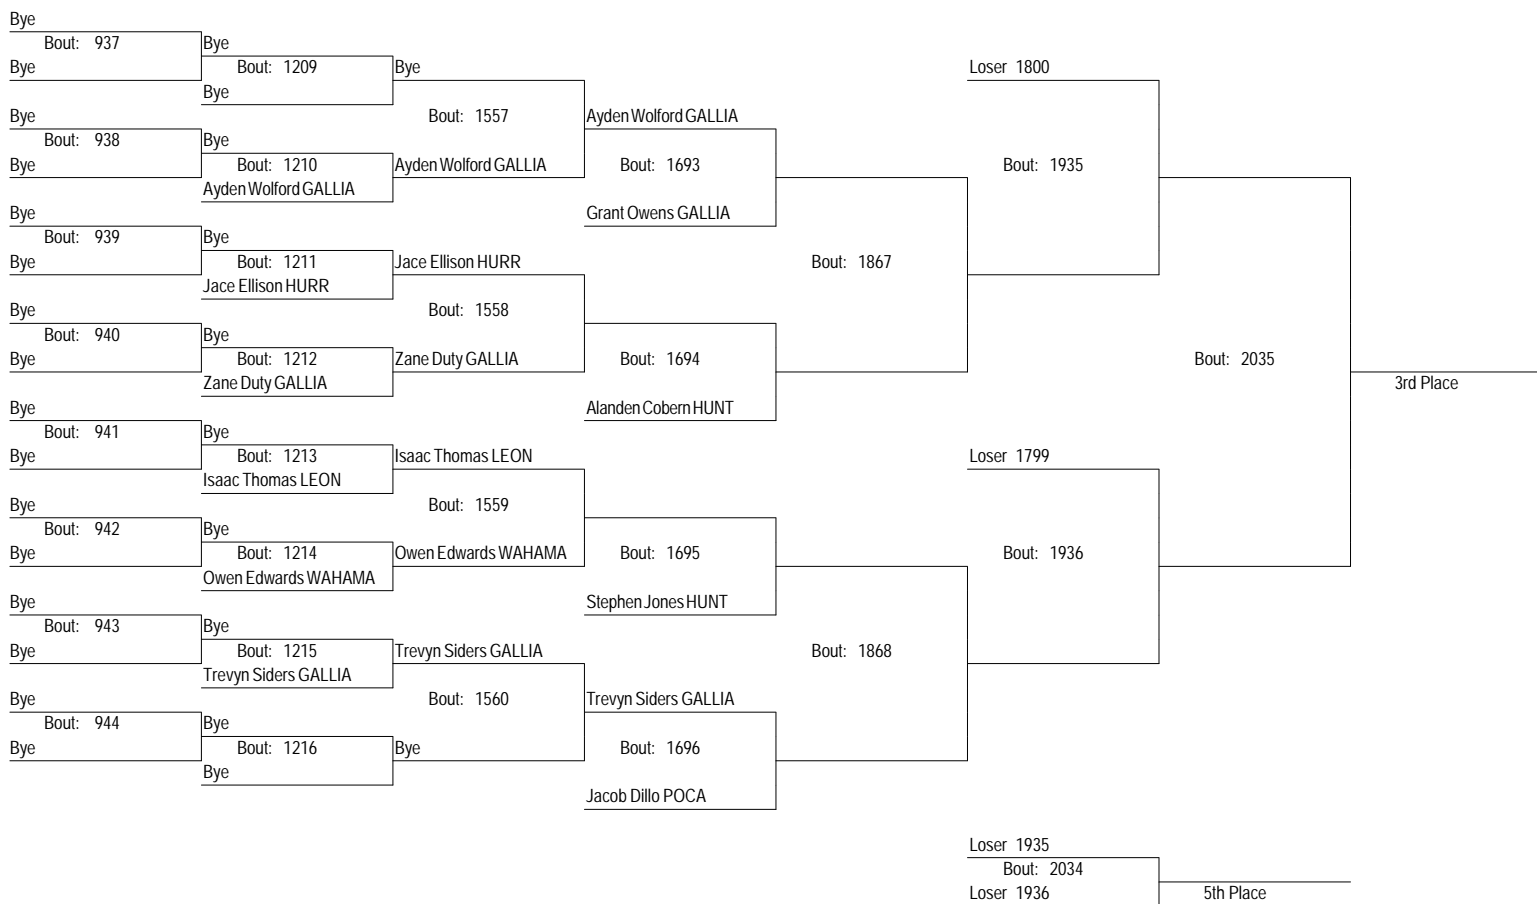 Bye
Bout: 937 Bye
Bye Bout: 1209 Bye Loser 1800
Bye
Bye Bout: 1557 Ayden Wolford GALLIA
Bout: 938 Bye
Bye Bout: 1210 Ayden Wolford GALLIA Bout: 1693 Bout: 1935
Ayden Wolford GALLIA
Bye Grant Owens GALLIA
Bout: 939 Bye
Bye Bout: 1211 Jace Ellison HURR Bout: 1867
Jace Ellison HURR
Bye Bout: 1558
Bout: 940 Bye
Bye Bout: 1212 Zane Duty GALLIA Bout: 1694 Bout: 2035
Zane Duty GALLIA 3rd Place
Bye Alanden Cobern HUNT
Bout: 941 Bye
Bye Bout: 1213 Isaac Thomas LEON Loser 1799
Isaac Thomas LEON
Bye Bout: 1559
Bout: 942 Bye
Bye Bout: 1214 Owen Edwards WAHAMA Bout: 1695 Bout: 1936
Owen Edwards WAHAMA
Bye Stephen Jones HUNT
Bout: 943 Bye
Bye Bout: 1215 Trevyn Siders GALLIA Bout: 1868
Trevyn Siders GALLIA
Bye Bout: 1560 Trevyn Siders GALLIA
Bout: 944 Bye
Bye Bout: 1216 Bye Bout: 1696
Bye
Jacob Dillo POCA
Loser 1935
Bout: 2034
Loser 1936 5th Place